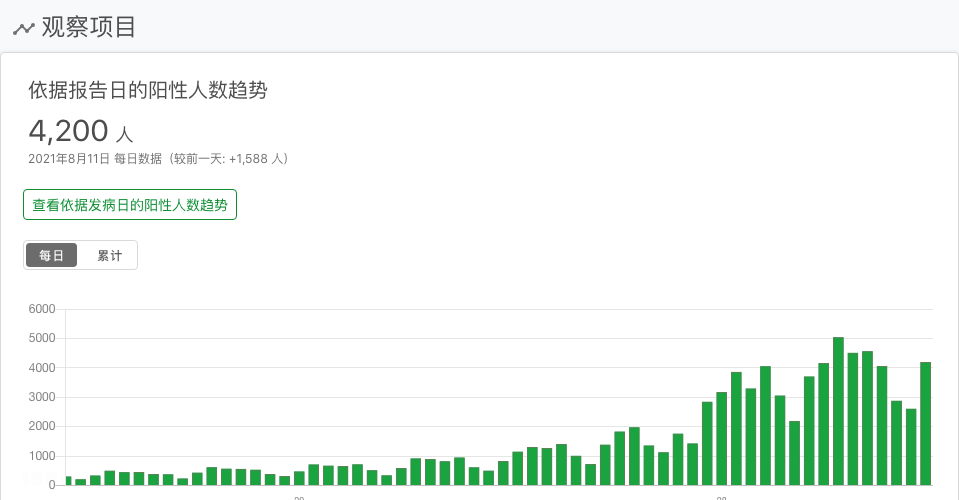 观察项目
依据报告日的阳性人数趋势
4,200 人
2021年8月11日 每日数据（较前一天: +1,588 人）
查看依据发病日的阳性人数趋势
每日 累计
6000
5000
4000
3000
2000
1000
0